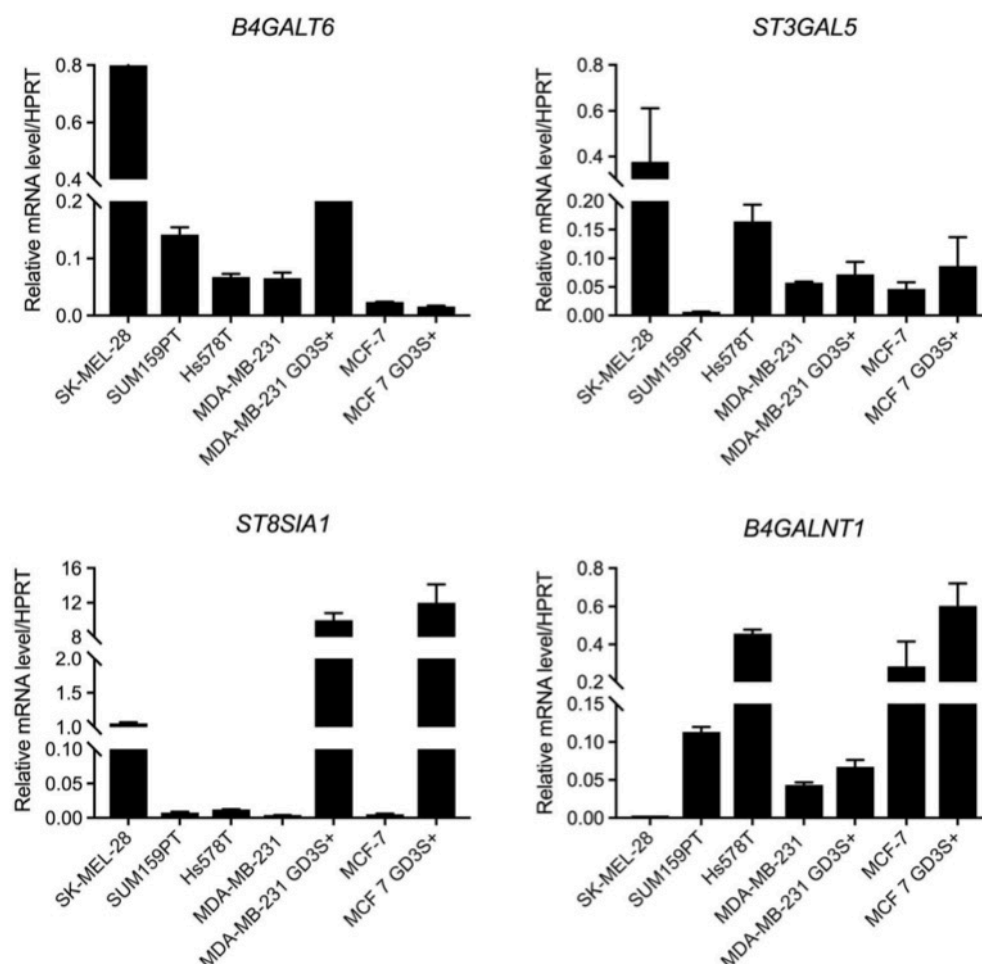 B4GALT6
Relative mRNA level/HPRT
0.8
0.6
0.4
0.2
0.1
0.0
SK-MEL-28
SUM159PT
Hs578T
MDA-MB-231
MDA-MB-231 GD3S+
MCF-7
MCF 7 GD3S+
ST3GAL5
Relative mRNA level/HPRT
0.8
0.6
0.4
0.20
0.15
0.10
0.05
0.00
SK-MEL-28
SUM159PT
Hs578T
MDA-MB-231
MDA-MB-231 GD3S+
MCF-7
MCF 7 GD3S+
ST8SIA1
Relative mRNA level/HPRT
16
12
8
2.0
1.5
1.0
0.10
0.05
0.00
SK-MEL-28
SUM159PT
Hs578T
MDA-MB-231
MDA-MB-231 GD3S+
MCF-7
MCF 7 GD3S+
B4GALNT1
Relative mRNA level/HPRT
0.8
0.6
0.4
0.2
0.15
0.10
0.05
0.00
SK-MEL-28
SUM159PT
Hs578T
MDA-MB-231
MDA-MB-231 GD3S+
MCF-7
MCF 7 GD3S+